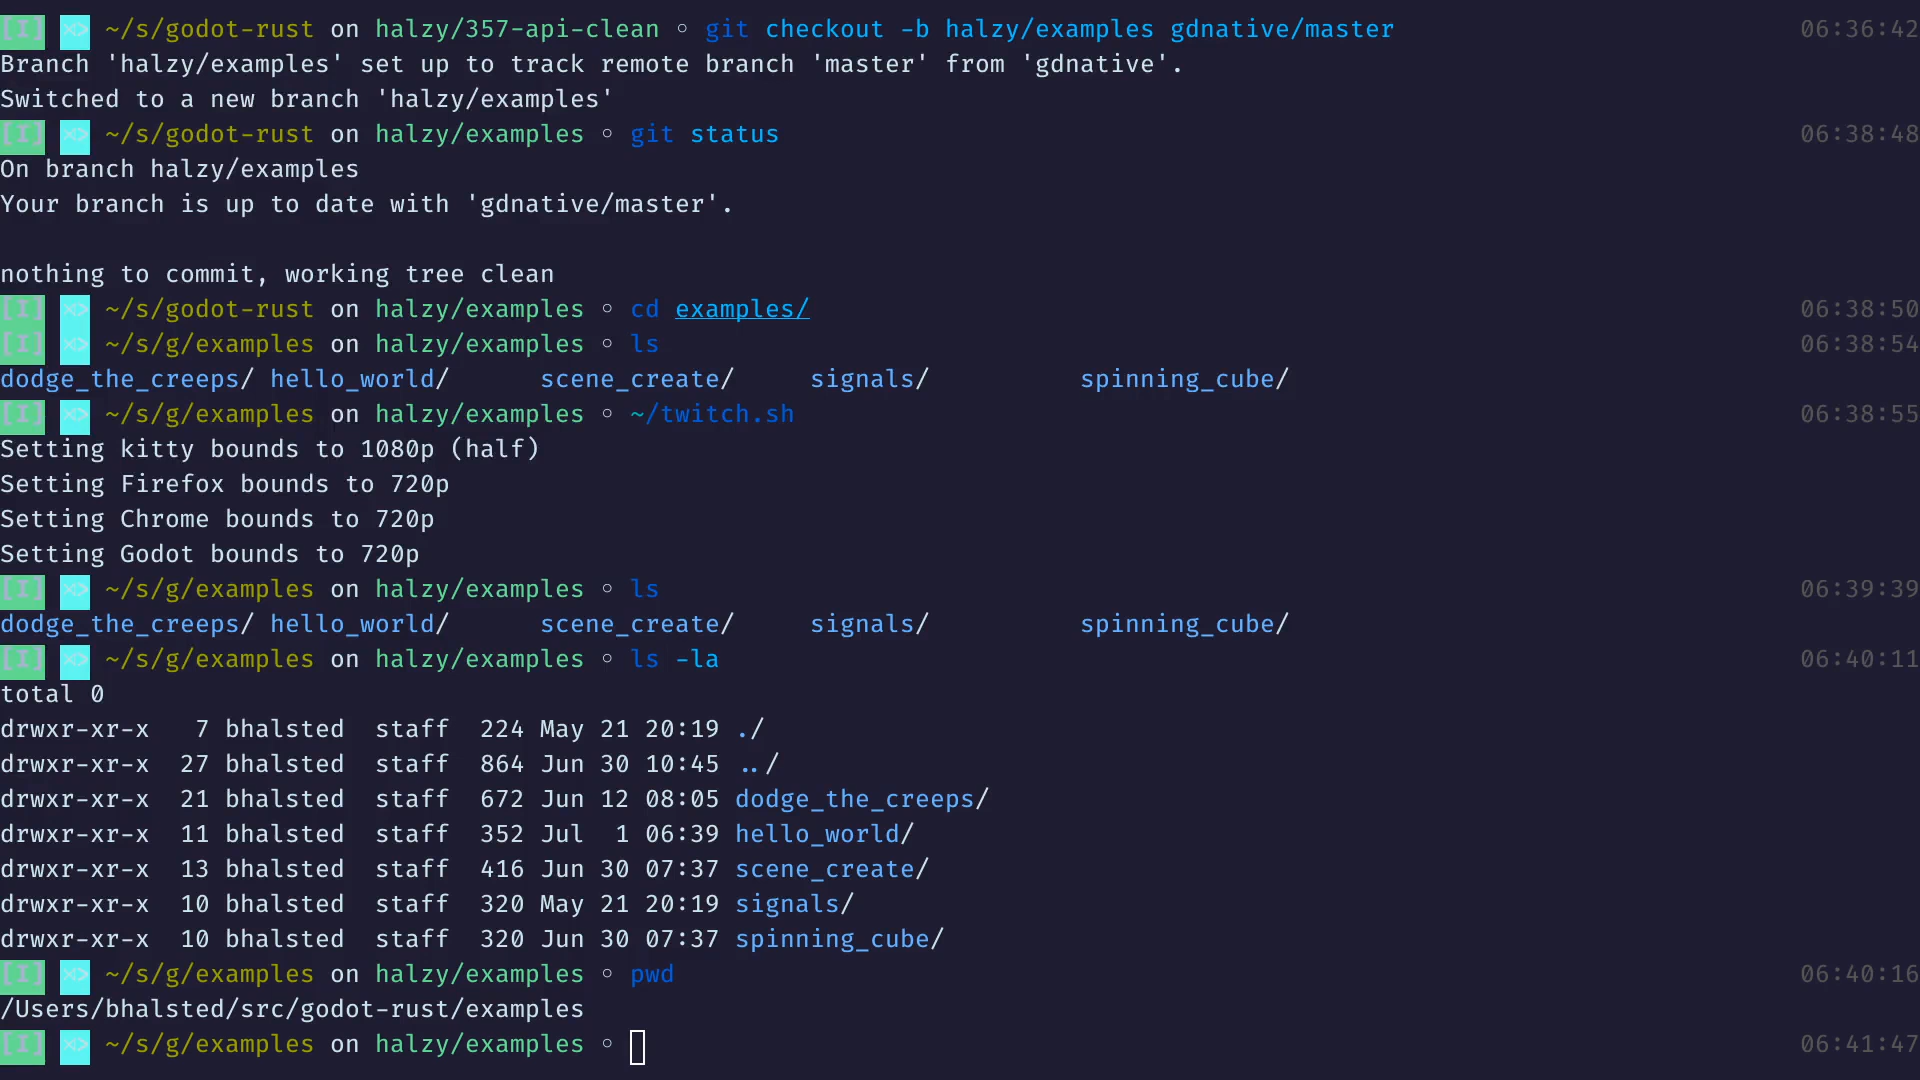 [I] ~/s/godot-rust on halzy/357-api-clean ◦ git checkout -b halzy/examples gdnative/master 06:36:42
Branch 'halzy/examples' set up to track remote branch 'master' from 'gdnative'.
Switched to a new branch 'halzy/examples'
[I] ~/s/godot-rust on halzy/examples ◦ git status 06:38:48
On branch halzy/examples
Your branch is up to date with 'gdnative/master'.

nothing to commit, working tree clean
[I] ~/s/godot-rust on halzy/examples ◦ cd examples/ 06:38:50
[I] ~/s/g/examples on halzy/examples ◦ ls 06:38:54
dodge_the_creeps/ hello_world/ scene_create/ signals/ spinning_cube/
[I] ~/s/g/examples on halzy/examples ◦ ~/twitch.sh 06:38:55
Setting kitty bounds to 1080p (half)
Setting Firefox bounds to 720p
Setting Chrome bounds to 720p
Setting Godot bounds to 720p
[I] ~/s/g/examples on halzy/examples ◦ ls 06:39:39
dodge_the_creeps/ hello_world/ scene_create/ signals/ spinning_cube/
[I] ~/s/g/examples on halzy/examples ◦ ls -la 06:40:11
total 0
drwxr-xr-x 7 bhalsted staff 224 May 21 20:19 ./
drwxr-xr-x 27 bhalsted staff 864 Jun 30 10:45 ../
drwxr-xr-x 21 bhalsted staff 672 Jun 12 08:05 dodge_the_creeps/
drwxr-xr-x 11 bhalsted staff 352 Jul 1 06:39 hello_world/
drwxr-xr-x 13 bhalsted staff 416 Jun 30 07:37 scene_create/
drwxr-xr-x 10 bhalsted staff 320 May 21 20:19 signals/
drwxr-xr-x 10 bhalsted staff 320 Jun 30 07:37 spinning_cube/
[I] ~/s/g/examples on halzy/examples ◦ pwd 06:40:16
/Users/bhalsted/src/godot-rust/examples
[I] ~/s/g/examples on halzy/examples ◦ 06:41:47